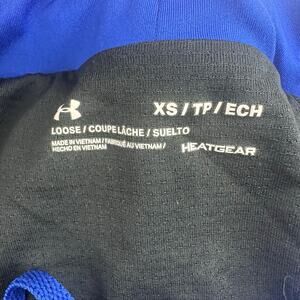 XS / TP / ECH
LOOSE / COUPE LÂCHE / SUELTO
MADE IN VIETNAM / FABRIQUÉ AU VIETNAM /
HECHO EN VIETNAM
HEATGEAR